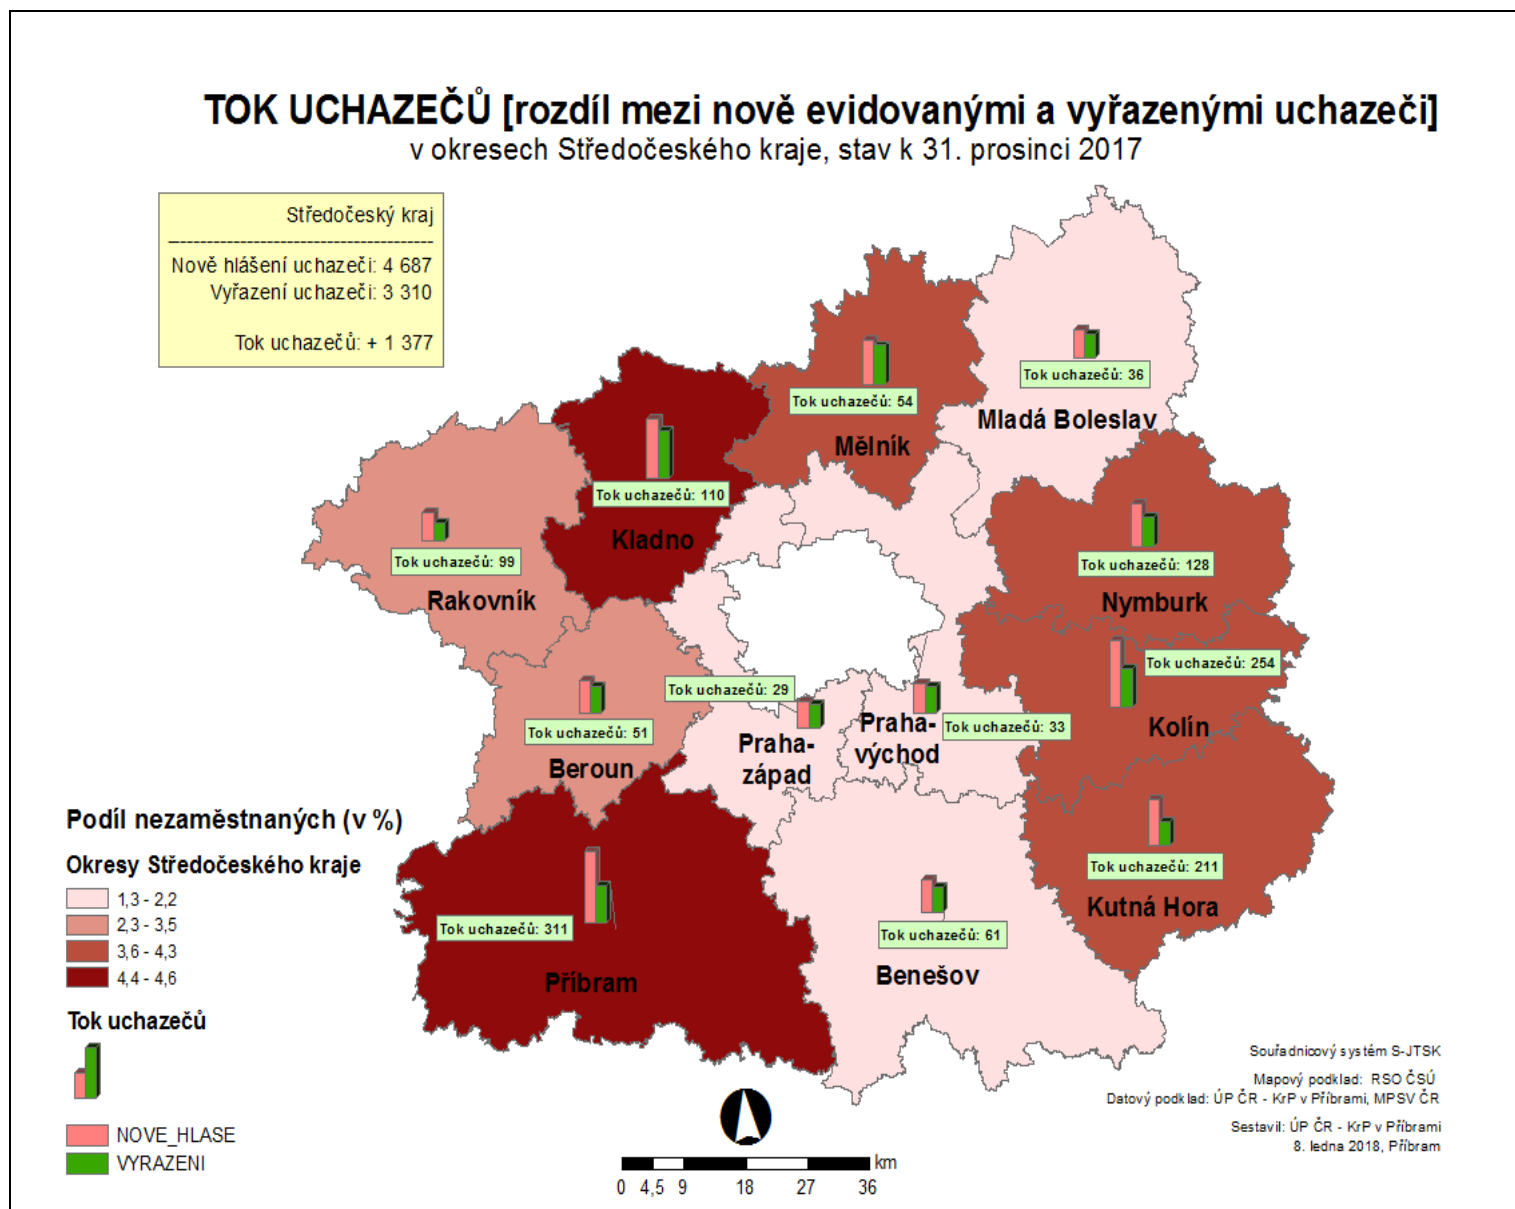 TOK UCHAZEČŮ [rozdíl mezi nově evidovanými a vyřazenými uchazeči]
v okresech Středočeského kraje, stav k 31. prosinci 2017
Středočeský kraj
Nově hlášení uchazeči: 4 687
Vyřazení uchazeči: 3 310
Tok uchazečů: + 1 377
Tok uchazečů: 36
Mladá Boleslav
Tok uchazečů: 54
Mělník
Tok uchazečů: 110
Kladno
Tok uchazečů: 99
Rakovník
Tok uchazečů: 128
Nymburk
Tok uchazečů: 254
Kolín
Tok uchazečů: 29
Praha-
západ
Praha-
východ
Tok uchazečů: 33
Tok uchazečů: 51
Beroun
Tok uchazečů: 211
Kutná Hora
Tok uchazečů: 311
Příbram
Tok uchazečů: 61
Benešov
Podíl nezaměstnaných (v %)
Okresy Středočeského kraje
1,3 - 2,2
2,3 - 3,5
3,6 - 4,3
4,4 - 4,6
Tok uchazečů
NOVE_HLASE
VYRAZENI
km
0 4,5 9 18 27 36
Souřadnicový systém S-JTSK
Mapový podklad: RSO ČSÚ
Datový podklad: ÚP ČR - KrP v Příbrami, MPSV ČR
Sestavil: ÚP ČR - KrP v Příbrami
8. ledna 2018, Příbram